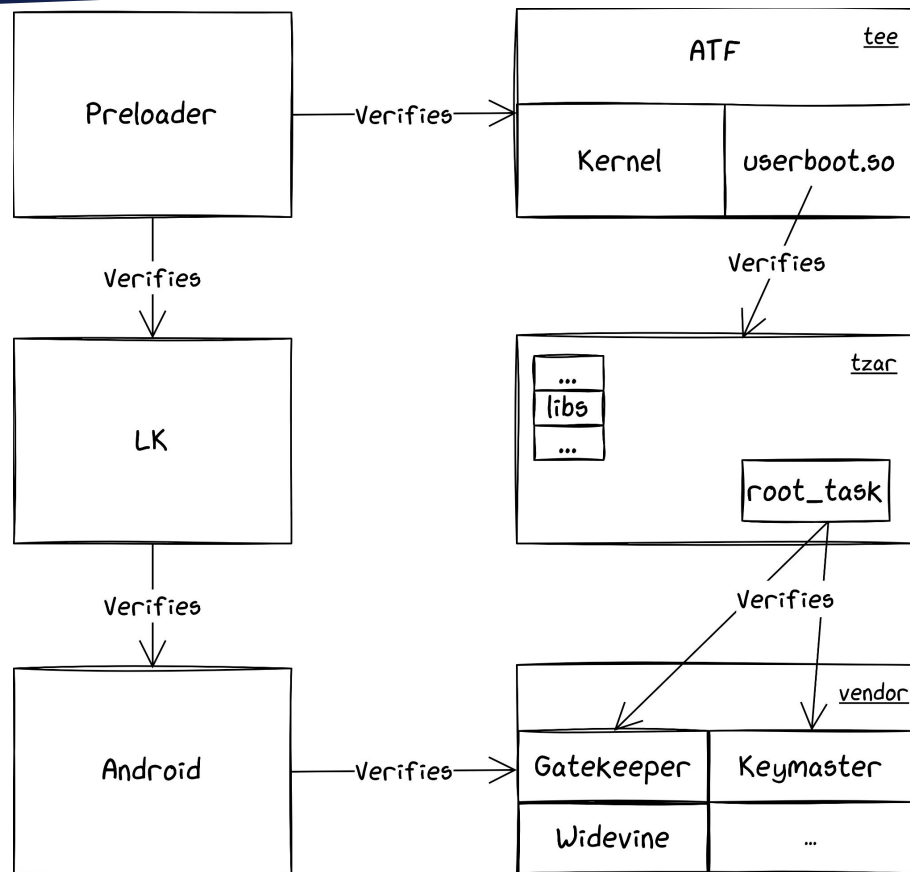 ATF
tee
Preloader
Verifies
Kernel
userboot.so
Verifies
Verifies
tzar
...
libs
...
LK
root_task
Verifies
Verifies
vendor
Android
Verifies
Gatekeeper
Keymaster
Widevine
...